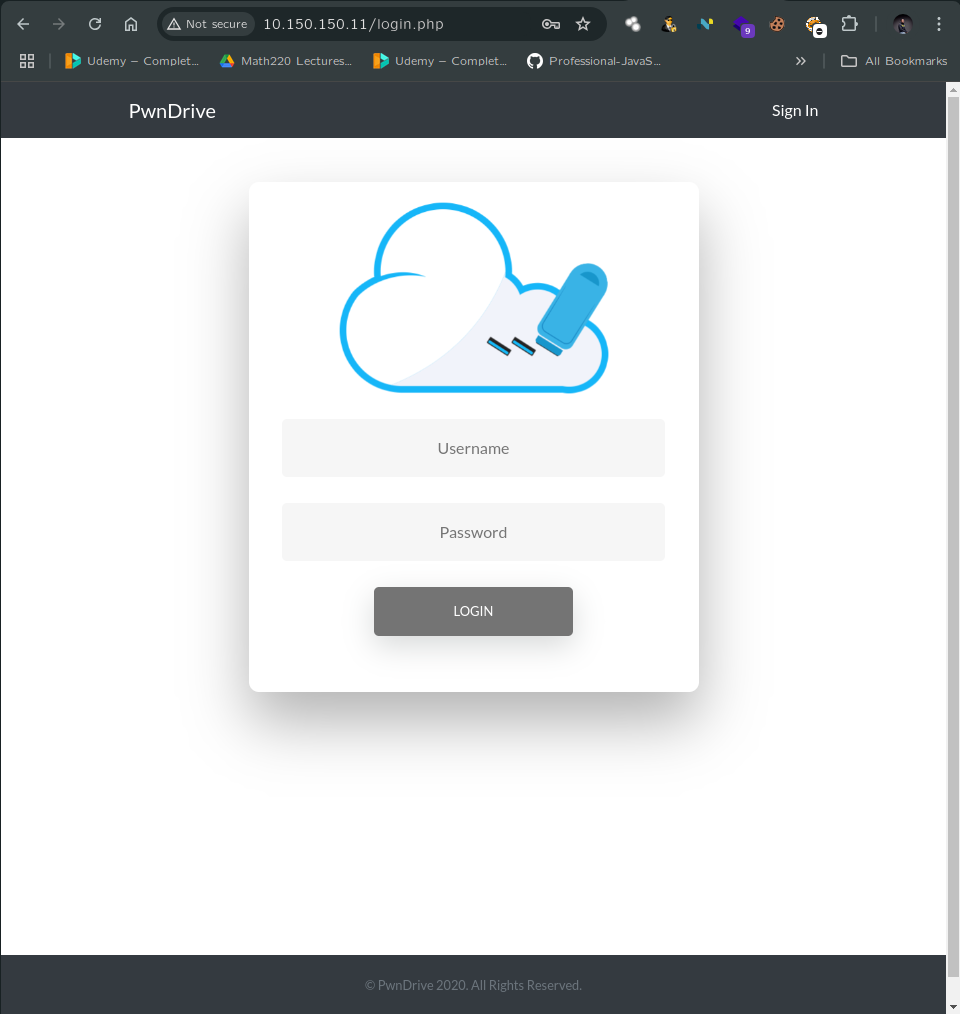 Not secure 10.150.150.11/login.php 9
Udemy – Complet... Math220 Lectures... Udemy – Complet... Professional-JavaS... All Bookmarks
PwnDrive Sign In
Username
Password
LOGIN
© PwnDrive 2020. All Rights Reserved.